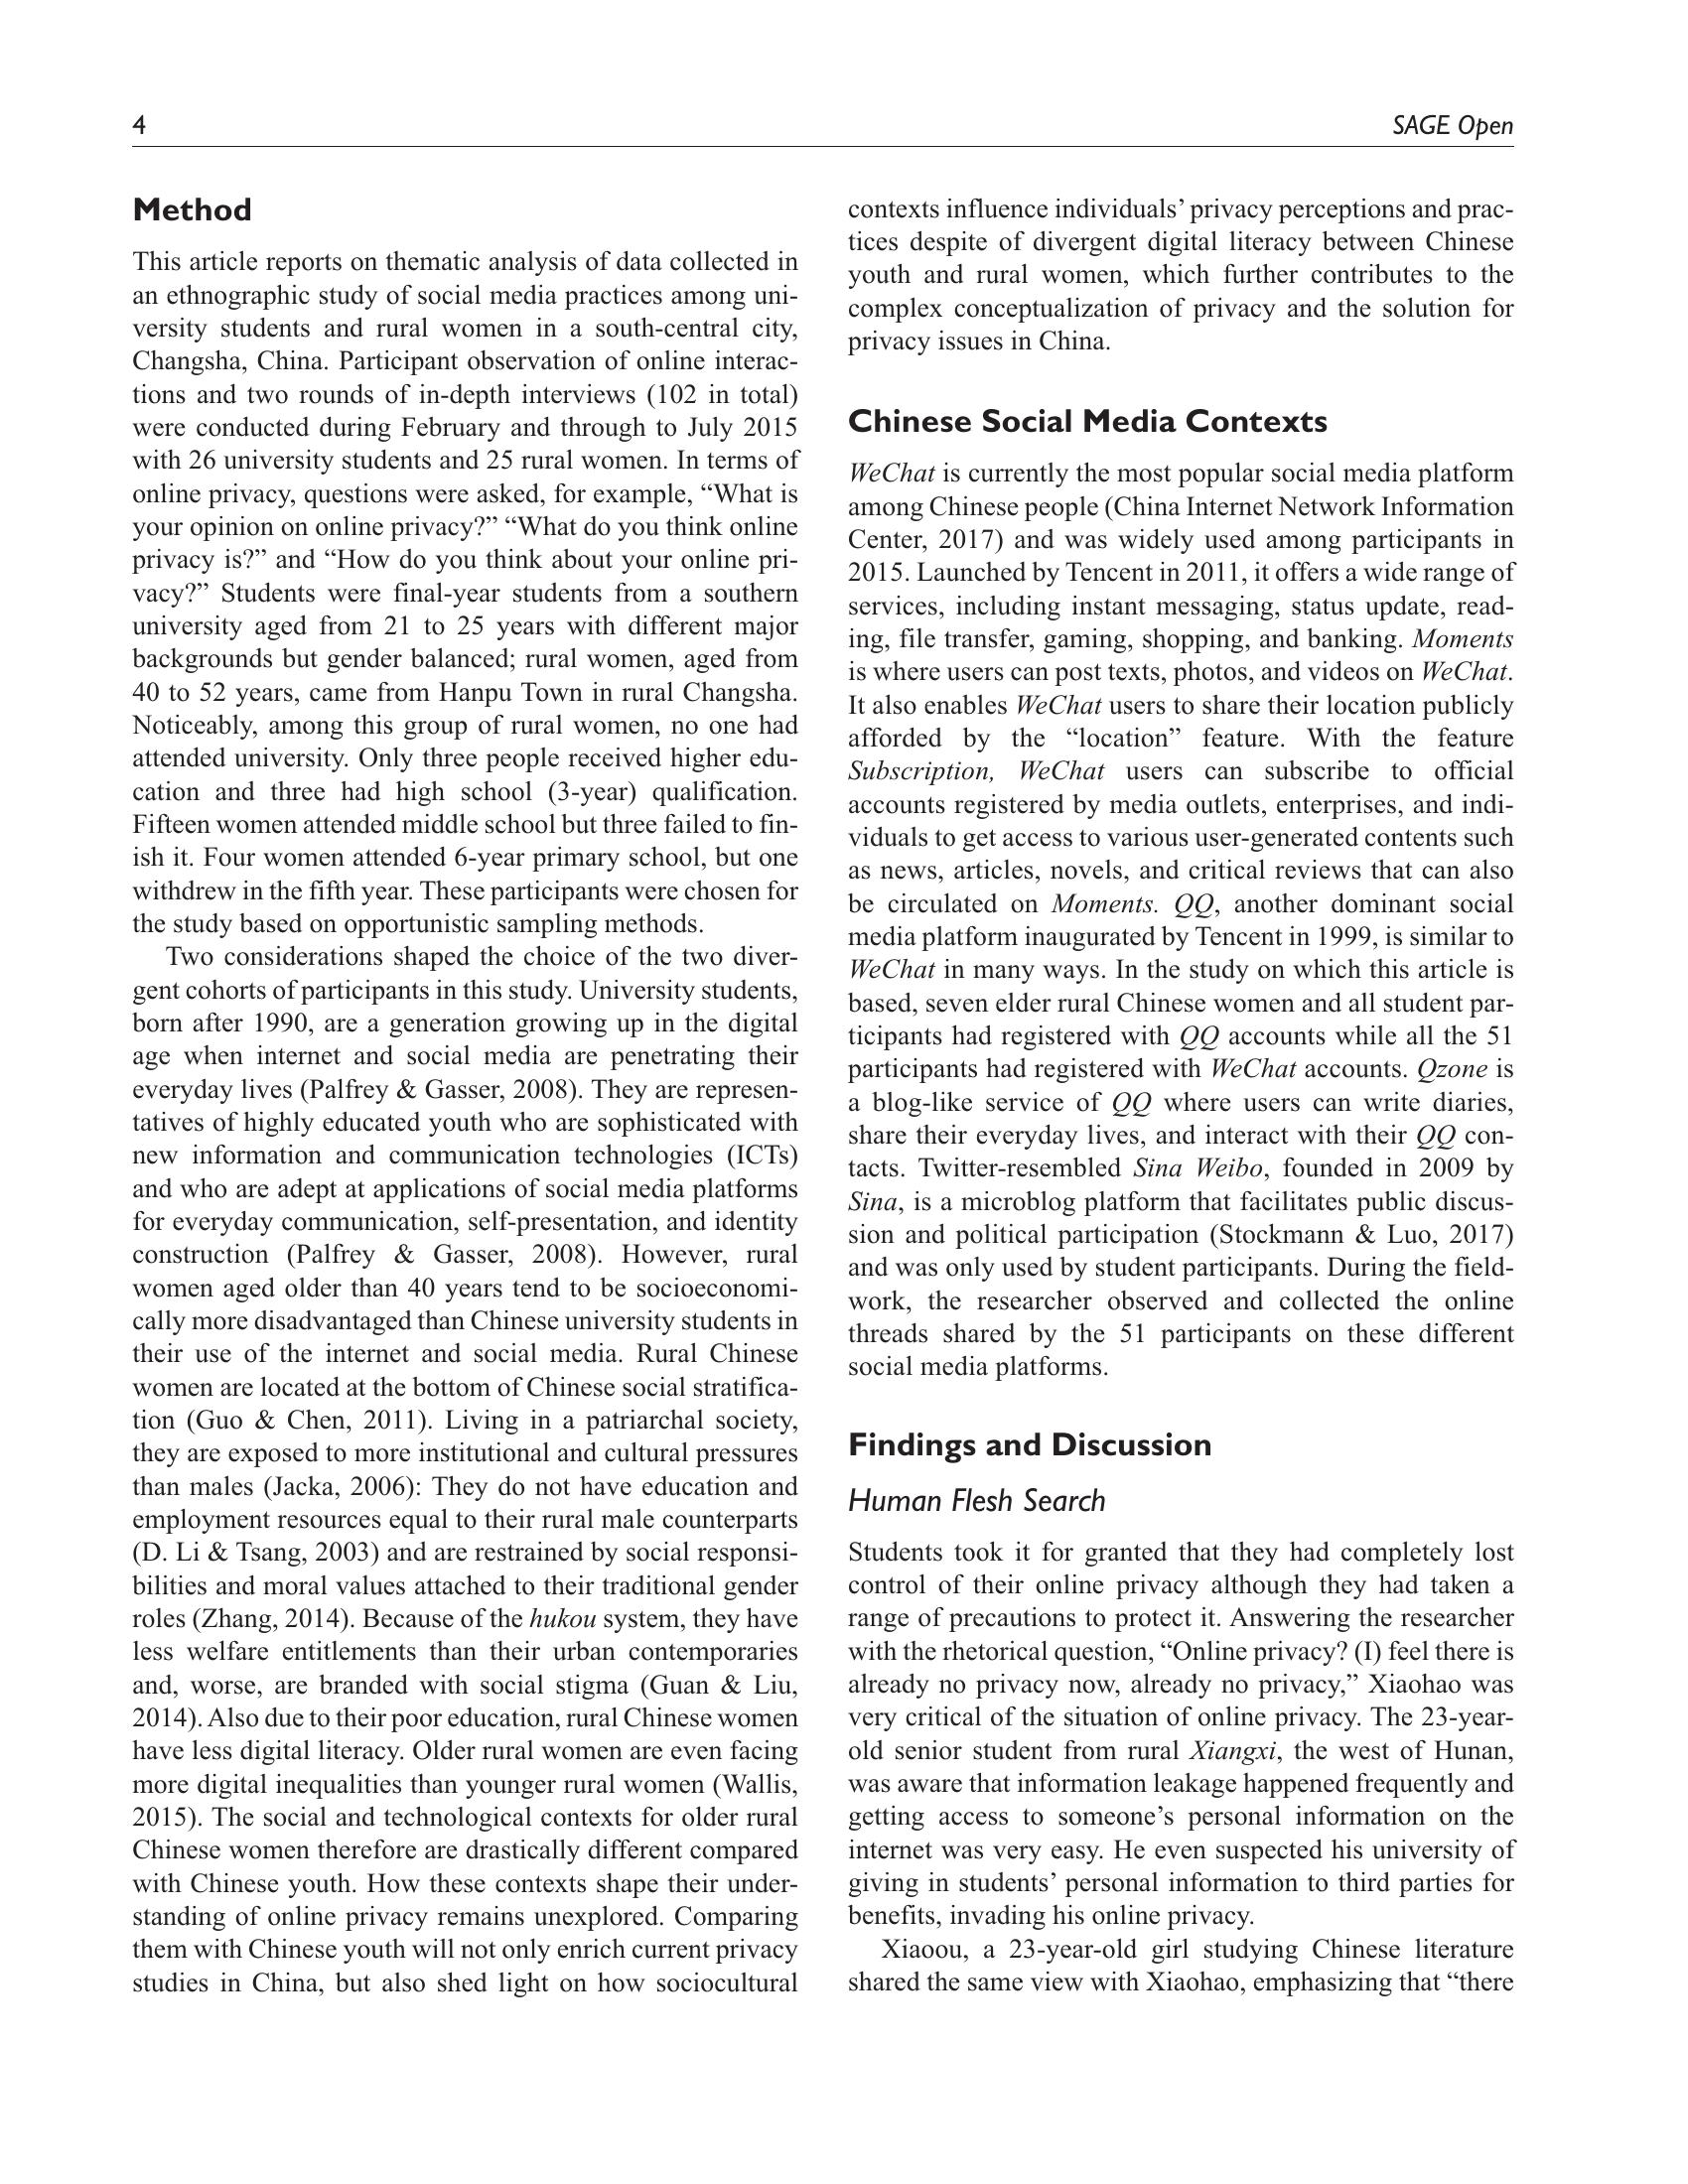 4
SAGE Open
Method
This article reports on thematic analysis of data collected in
an ethnographic study of social media practices among uni-
versity students and rural women in a south-central city,
Changsha, China. Participant observation of online interac-
tions and two rounds of in-depth interviews (102 in total)
were conducted during February and through to July 2015
with 26 university students and 25 rural women. In terms of
online privacy, questions were asked, for example, “What is
your opinion on online privacy?” “What do you think online
privacy is?” and “How do you think about your online pri-
vacy?” Students were final-year students from a southern
university aged from 21 to 25 years with different major
backgrounds but gender balanced; rural women, aged from
40 to 52 years, came from Hanpu Town in rural Changsha.
Noticeably, among this group of rural women, no one had
attended university. Only three people received higher edu-
cation and three had high school (3-year) qualification.
Fifteen women attended middle school but three failed to fin-
ish it. Four women attended 6-year primary school, but one
withdrew in the fifth year. These participants were chosen for
the study based on opportunistic sampling methods.
Two considerations shaped the choice of the two diver-
gent cohorts of participants in this study. University students,
born after 1990, are a generation growing up in the digital
age when internet and social media are penetrating their
everyday lives (Palfrey & Gasser, 2008). They are represen-
tatives of highly educated youth who are sophisticated with
new information and communication technologies (ICTs)
and who are adept at applications of social media platforms
for everyday communication, self-presentation, and identity
construction (Palfrey & Gasser, 2008). However, rural
women aged older than 40 years tend to be socioeconomi-
cally more disadvantaged than Chinese university students in
their use of the internet and social media. Rural Chinese
women are located at the bottom of Chinese social stratifica-
tion (Guo & Chen, 2011). Living in a patriarchal society,
they are exposed to more institutional and cultural pressures
than males (Jacka, 2006): They do not have education and
employment resources equal to their rural male counterparts
(D. Li & Tsang, 2003) and are restrained by social responsi-
bilities and moral values attached to their traditional gender
roles (Zhang, 2014). Because of the hukou system, they have
less welfare entitlements than their urban contemporaries
and, worse, are branded with social stigma (Guan & Liu,
2014). Also due to their poor education, rural Chinese women
have less digital literacy. Older rural women are even facing
more digital inequalities than younger rural women (Wallis,
2015). The social and technological contexts for older rural
Chinese women therefore are drastically different compared
with Chinese youth. How these contexts shape their under-
standing of online privacy remains unexplored. Comparing
them with Chinese youth will not only enrich current privacy
studies in China, but also shed light on how sociocultural
contexts influence individuals’ privacy perceptions and prac-
tices despite of divergent digital literacy between Chinese
youth and rural women, which further contributes to the
complex conceptualization of privacy and the solution for
privacy issues in China.
Chinese Social Media Contexts
WeChat is currently the most popular social media platform
among Chinese people (China Internet Network Information
Center, 2017) and was widely used among participants in
2015. Launched by Tencent in 2011, it offers a wide range of
services, including instant messaging, status update, read-
ing, file transfer, gaming, shopping, and banking. Moments
is where users can post texts, photos, and videos on WeChat.
It also enables WeChat users to share their location publicly
afforded by the “location” feature. With the feature
Subscription, WeChat users can subscribe to official
accounts registered by media outlets, enterprises, and indi-
viduals to get access to various user-generated contents such
as news, articles, novels, and critical reviews that can also
be circulated on Moments. QQ, another dominant social
media platform inaugurated by Tencent in 1999, is similar to
WeChat in many ways. In the study on which this article is
based, seven elder rural Chinese women and all student par-
ticipants had registered with QQ accounts while all the 51
participants had registered with WeChat accounts. Qzone is
a blog-like service of QQ where users can write diaries,
share their everyday lives, and interact with their QQ con-
tacts. Twitter-resembled Sina Weibo, founded in 2009 by
Sina, is a microblog platform that facilitates public discus-
sion and political participation (Stockmann & Luo, 2017)
and was only used by student participants. During the field-
work, the researcher observed and collected the online
threads shared by the 51 participants on these different
social media platforms.
Findings and Discussion
Human Flesh Search
Students took it for granted that they had completely lost
control of their online privacy although they had taken a
range of precautions to protect it. Answering the researcher
with the rhetorical question, “Online privacy? (I) feel there is
already no privacy now, already no privacy,” Xiaohao was
very critical of the situation of online privacy. The 23-year-
old senior student from rural Xiangxi, the west of Hunan,
was aware that information leakage happened frequently and
getting access to someone’s personal information on the
internet was very easy. He even suspected his university of
giving in students’ personal information to third parties for
benefits, invading his online privacy.
Xiaoou, a 23-year-old girl studying Chinese literature
shared the same view with Xiaohao, emphasizing that “there